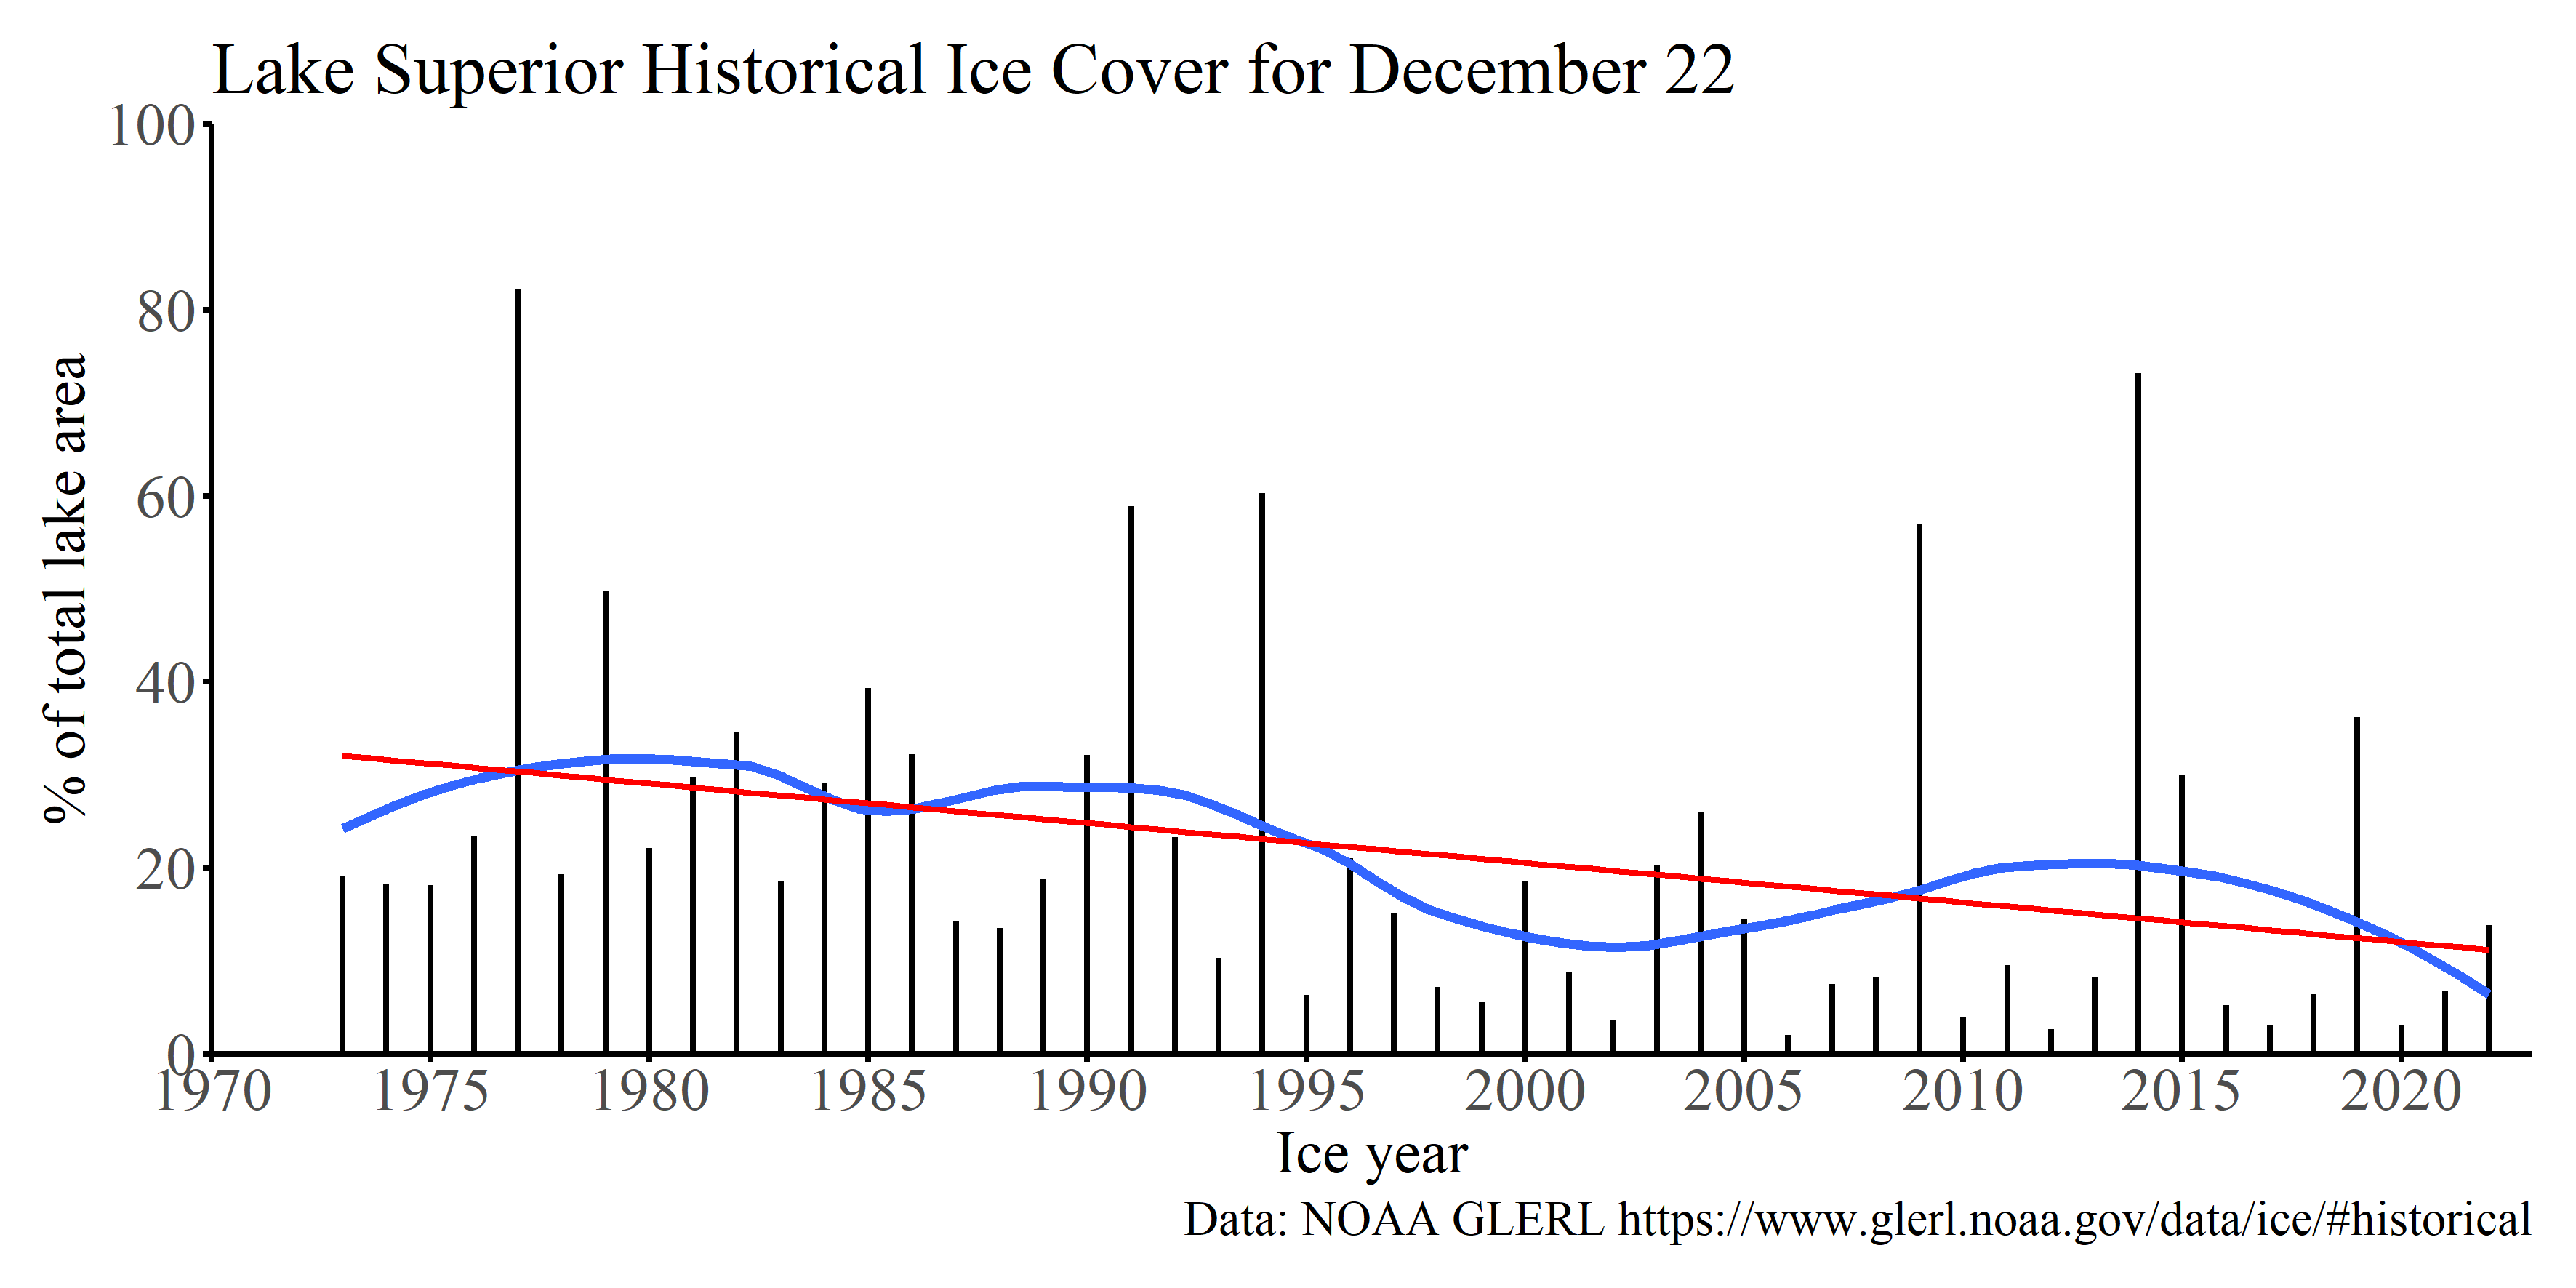 Lake Superior Historical Ice Cover for December 22
100
80
60
40
20
0
% of total lake area
1970 1975 1980 1985 1990 1995 2000 2005 2010 2015 2020
Ice year
Data: NOAA GLERL https://www.glerl.noaa.gov/data/ice/#historical